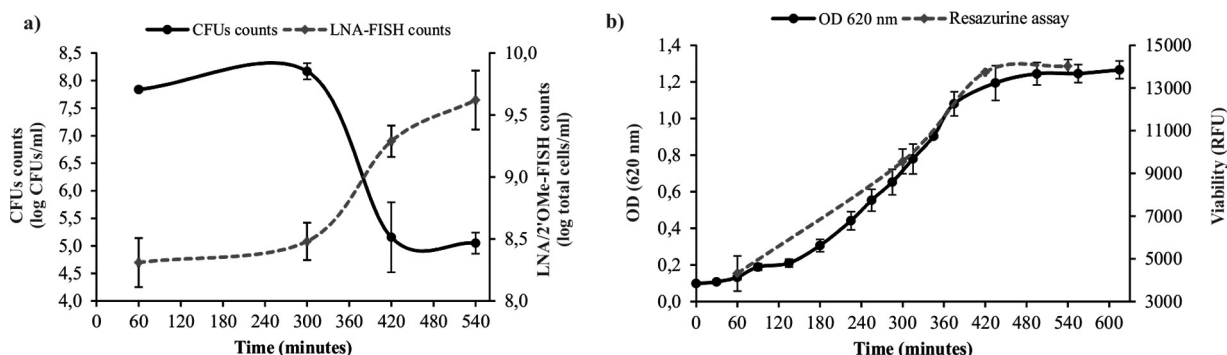 a)
CFUs counts
LNA-FISH counts
8,5
8,0
7,5
7,0
6,5
6,0
5,5
5,0
4,5
4,0
CFUs counts
(log CFUs/ml)
10,0
9,5
9,0
8,5
8,0
LNA/2'OMe-FISH counts
(log total cells/ml)
0 60 120 180 240 300 360 420 480 540
Time (minutes)
b)
OD 620 nm
Resazurine assay
1,4
1,2
1,0
0,8
0,6
0,4
0,2
0,0
OD (620 nm)
15000
13000
11000
9000
7000
5000
3000
Viability (RFU)
0 60 120 180 240 300 360 420 480 540 600
Time (minutes)